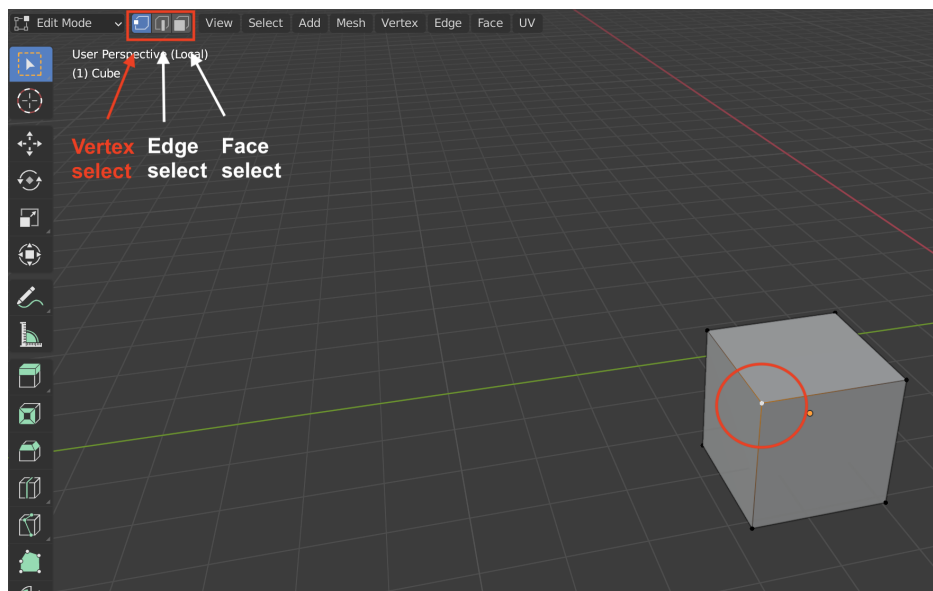 Edit Mode View Select Add Mesh Vertex Edge Face UV
User Perspective (Local)
(1) Cube
Vertex select
Edge select
Face select